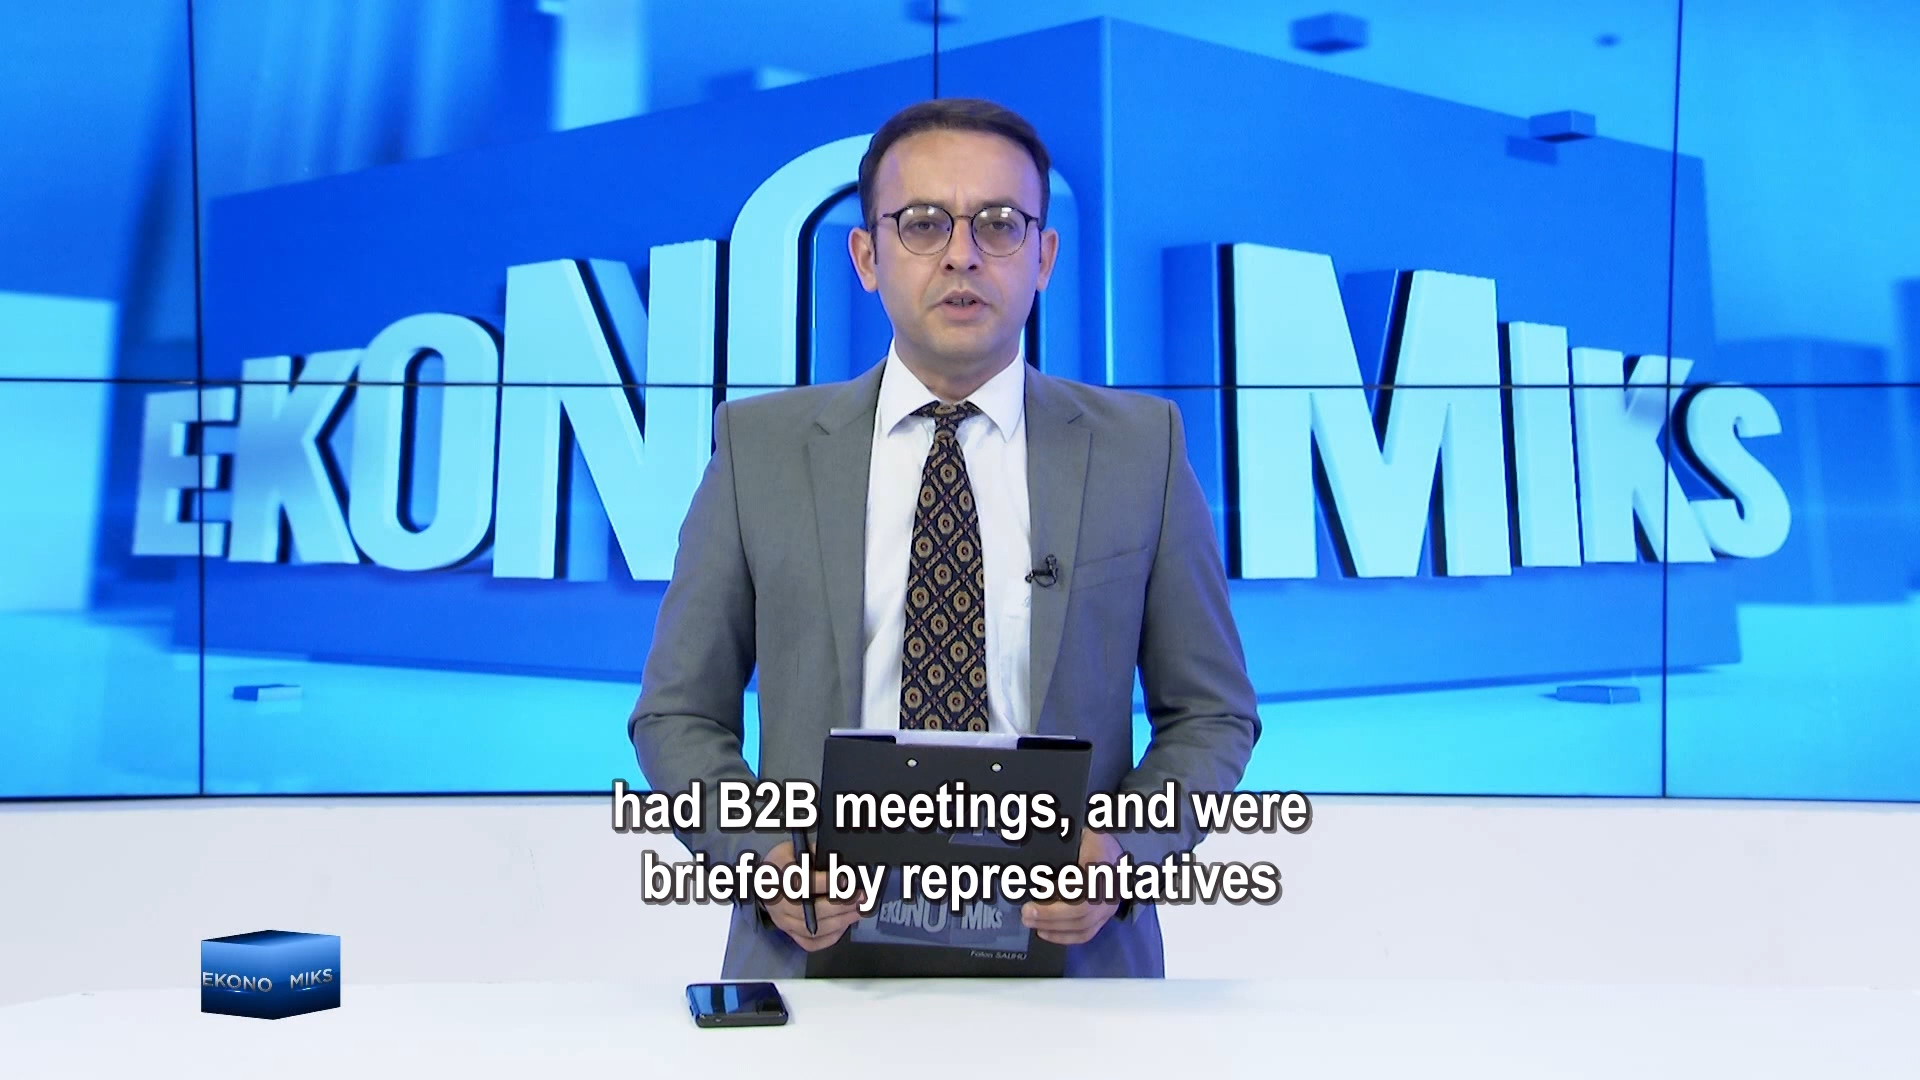 EKONO MIKS
had B2B meetings, and were
briefed by representatives
EKONO MIKS
EKONO MIKS